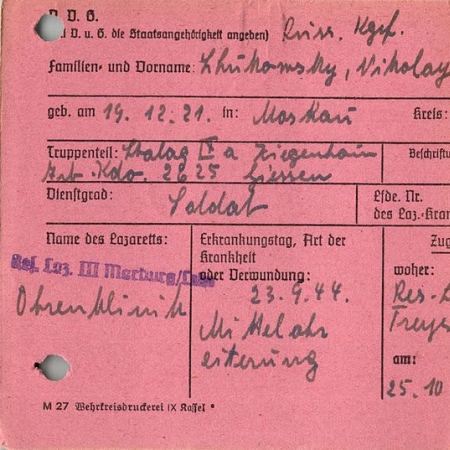 D. V. G.
(bei D. u. G. die Staatsangehörigkeit angeben) Russ. Kgf.
Familien- und Vorname: Shukowsky, Nikolay
geb. am 19. 12. 21. in: Moskau Kreis:
Truppenteil: Stalag IX a Ziegenhain Beschriftu
Arb. Kdo. 2625 Giessen
Dienstgrad: Soldat Lfde. Nr.
des Laz.-Kran
Name des Lazaretts:
Res. Laz. III Marburg/Lahn
Ohrenklinik
Erkrankungstag, Art der
Krankheit
oder Verwundung:
23. 9. 44.
Mittelohr
eiterung
Zug
woher:
Res-L
Treys
am:
25. 10
M 27 Wehrkreisdruckerei IX Kassel *